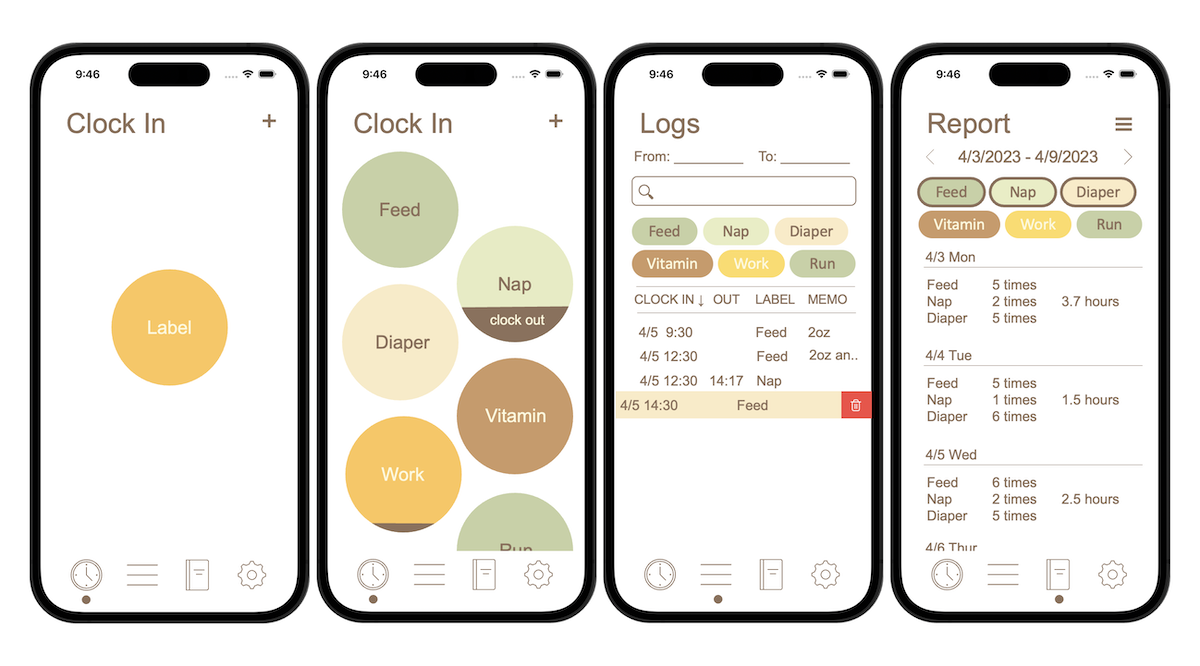 9:46
Clock In +
Label
9:46
Clock In +
Feed
Nap
clock out
Diaper
Vitamin
Work
Run
9:46
Logs
From: ________ To: ________
Feed Nap Diaper
Vitamin Work Run
CLOCK IN ↓ OUT LABEL MEMO
4/5 9:30 Feed 2oz
4/5 12:30 Feed 2oz an..
4/5 12:30 14:17 Nap
4/5 14:30 Feed
9:46
Report
4/3/2023 - 4/9/2023
Feed Nap Diaper
Vitamin Work Run
4/3 Mon
Feed 5 times
Nap 2 times 3.7 hours
Diaper 5 times
4/4 Tue
Feed 5 times
Nap 1 times 1.5 hours
Diaper 6 times
4/5 Wed
Feed 6 times
Nap 2 times 2.5 hours
Diaper 5 times
4/6 Thur